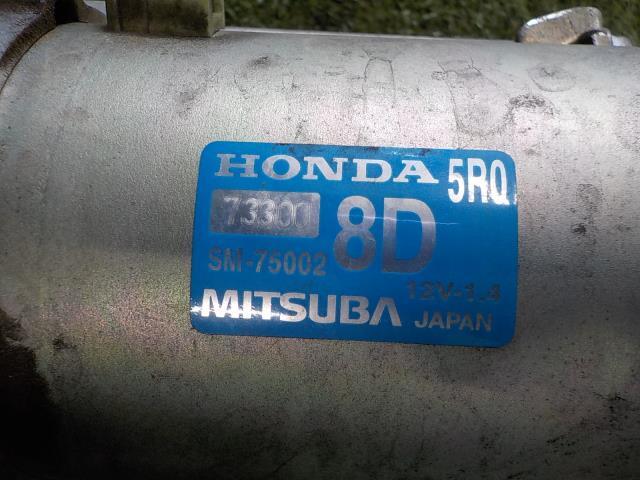 HONDA 5RQ
73300 8D
SM-75002
12V-1.4
MITSUBA JAPAN